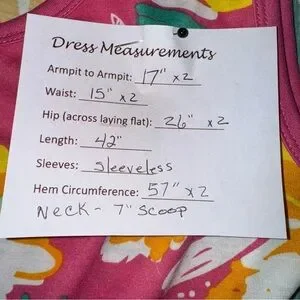 Dress Measurements
Armpit to Armpit: 17" x2
Waist: 15" x2
Hip (across laying flat): 26" x2
Length: 42"
Sleeves: Sleeveless
Hem Circumference: 57" x2
Neck - 7" Scoop